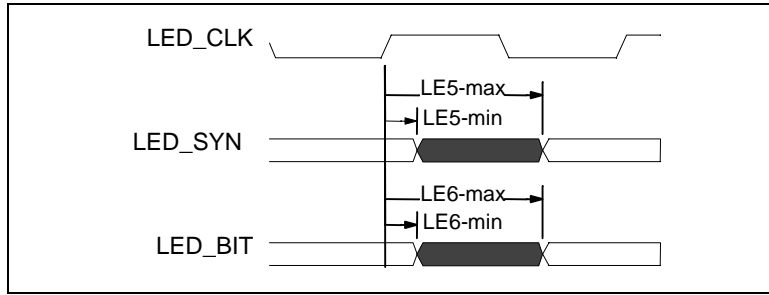 LED_CLK
LE5-max
LE5-min
LED_SYN
LE6-max
LE6-min
LED_BIT